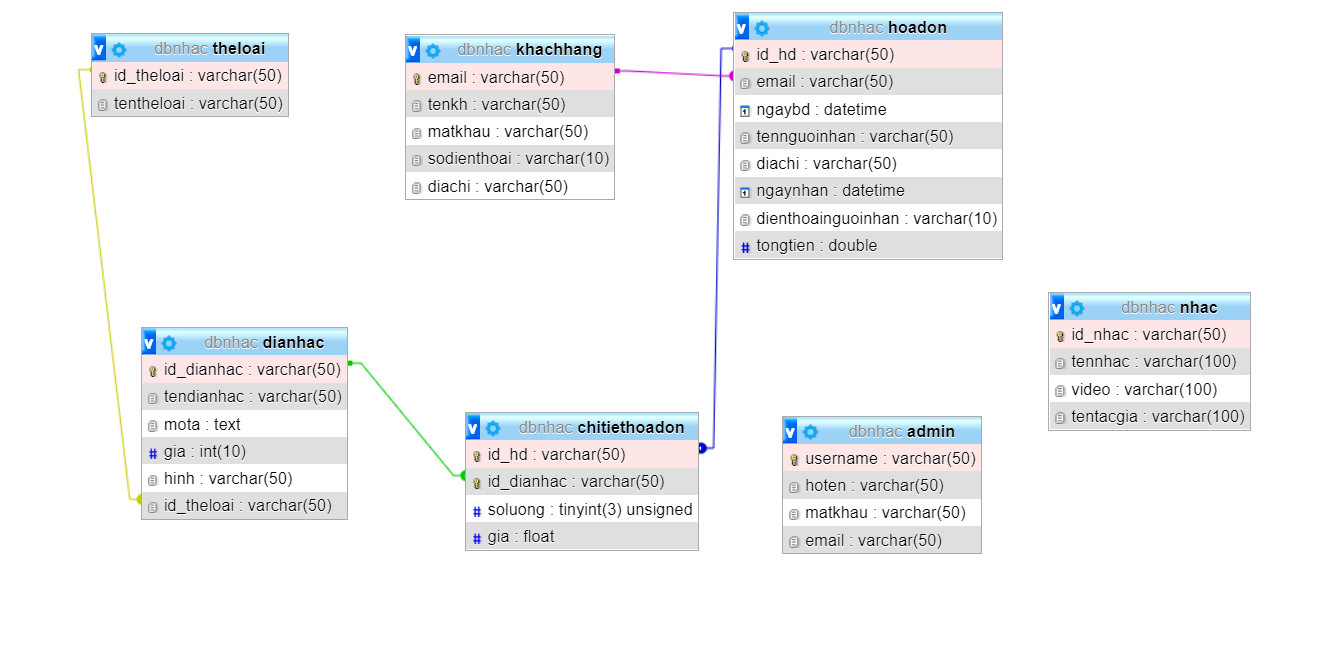 dbnhac theloai
id_theloai : varchar(50)
tentheloai : varchar(50)
dbnhac khachhang
email : varchar(50)
tenkh : varchar(50)
matkhau : varchar(50)
sodienthoai : varchar(10)
diachi : varchar(50)
dbnhac hoadon
id_hd : varchar(50)
email : varchar(50)
ngaybd : datetime
tennguoinhan : varchar(50)
diachi : varchar(50)
ngaynhan : datetime
dienthoainguoinhan : varchar(10)
tongtien : double
dbnhac dianhac
id_dianhac : varchar(50)
tendianhac : varchar(50)
mota : text
gia : int(10)
hinh : varchar(50)
id_theloai : varchar(50)
dbnhac chitiethoadon
id_hd : varchar(50)
id_dianhac : varchar(50)
soluong : tinyint(3) unsigned
gia : float
dbnhac admin
username : varchar(50)
hoten : varchar(50)
matkhau : varchar(50)
email : varchar(50)
dbnhac nhac
id_nhac : varchar(50)
tennhac : varchar(100)
video : varchar(100)
tentacgia : varchar(100)